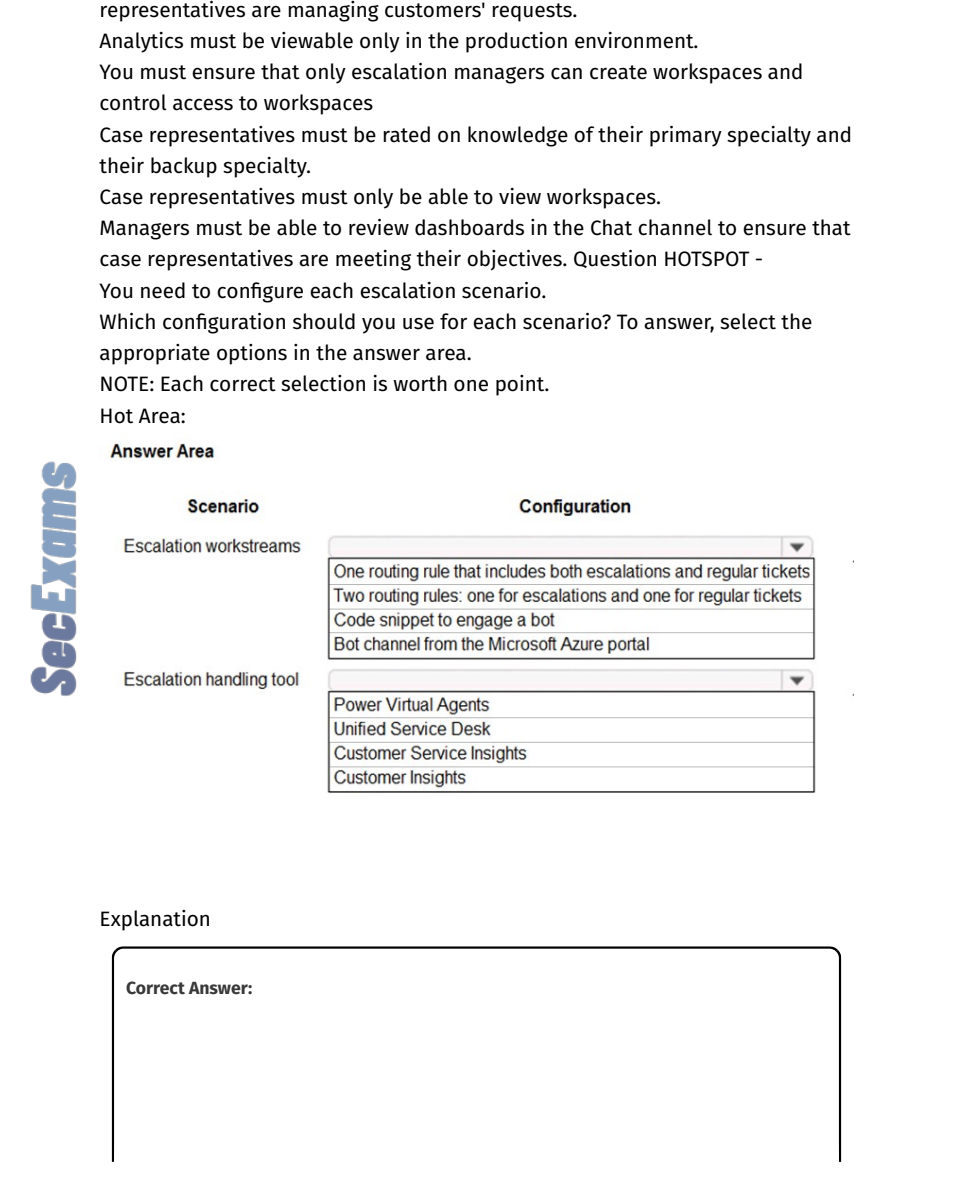 representatives are managing customers' requests.
Analytics must be viewable only in the production environment.
You must ensure that only escalation managers can create workspaces and
control access to workspaces
Case representatives must be rated on knowledge of their primary specialty and
their backup specialty.
Case representatives must only be able to view workspaces.
Managers must be able to review dashboards in the Chat channel to ensure that
case representatives are meeting their objectives. Question HOTSPOT -
You need to configure each escalation scenario.
Which configuration should you use for each scenario? To answer, select the
appropriate options in the answer area.
NOTE: Each correct selection is worth one point.
Hot Area:
Answer Area
Scenario
Configuration
Escalation workstreams
One routing rule that includes both escalations and regular tickets
Two routing rules: one for escalations and one for regular tickets
Code snippet to engage a bot
Bot channel from the Microsoft Azure portal
Escalation handling tool
Power Virtual Agents
Unified Service Desk
Customer Service Insights
Customer Insights
SecExams
Explanation
Correct Answer: